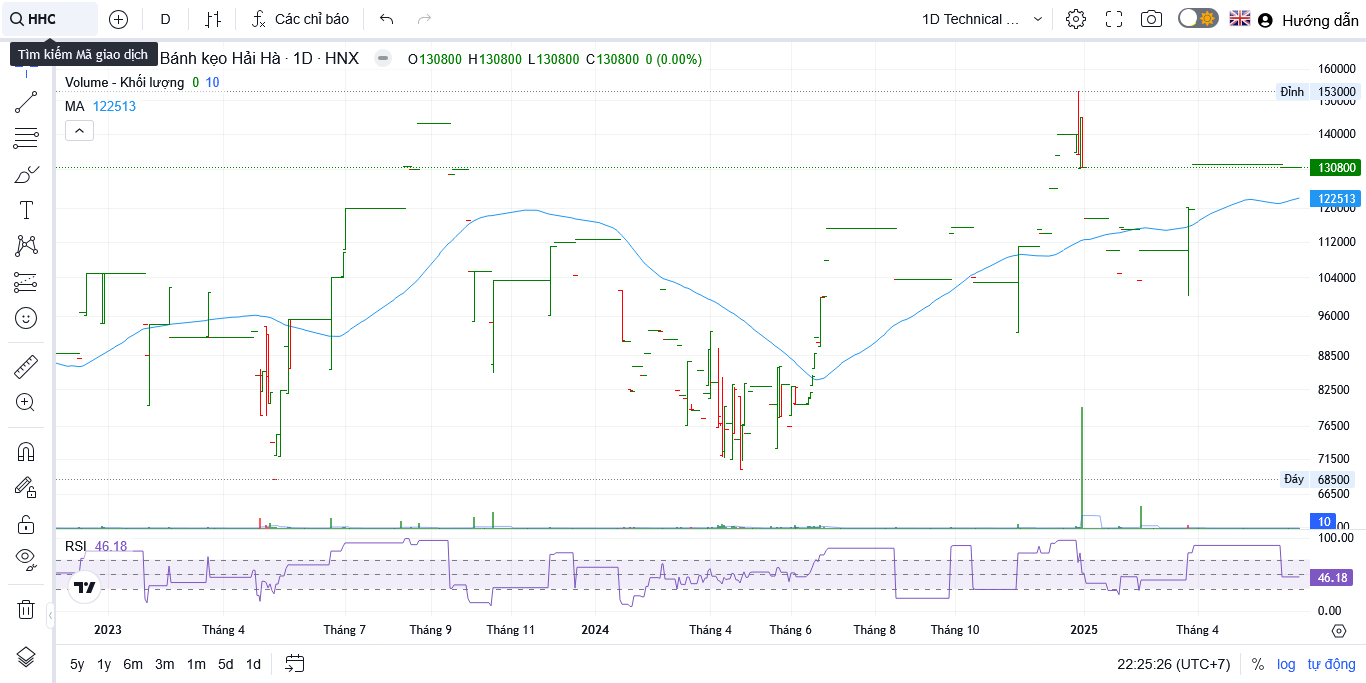 HHC
D
Các chỉ báo
1D Technical ...
Hướng dẫn
Tìm kiếm Mã giao dịch
Bánh kẹo Hải Hà · 1D · HNX
O130800 H130800 L130800 C130800 0 (0.00%)
Volume - Khối lượng 0 10
MA 122513
160000
Đỉnh 153000
150000
140000
130800
122513
120000
112000
104000
96000
88500
82500
76500
71500
Đáy 68500
66500
10
RSI 46.18
100.00
46.18
0.00
2023 Tháng 4 Tháng 7 Tháng 9 Tháng 11 2024 Tháng 4 Tháng 6 Tháng 8 Tháng 10 2025 Tháng 4
5y 1y 6m 3m 1m 5d 1d
22:25:26 (UTC+7) % log tự động